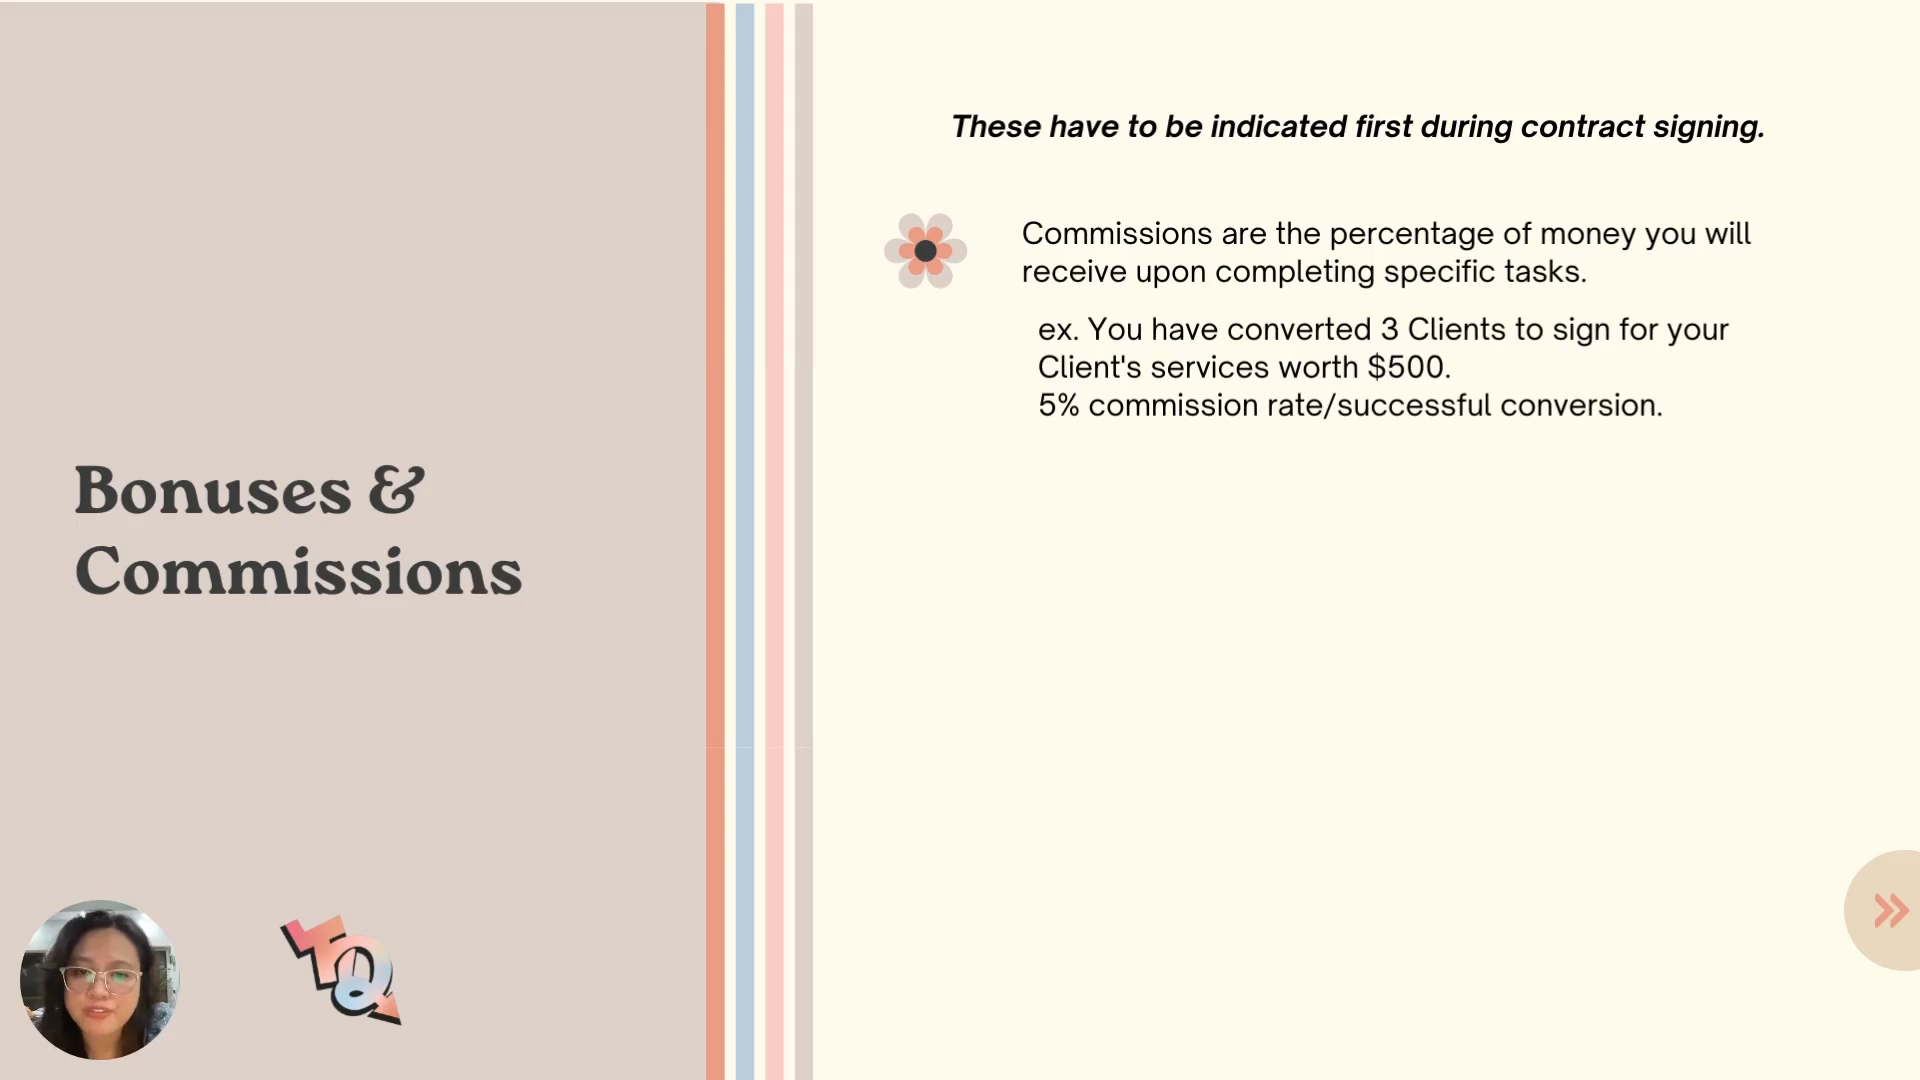 These have to be indicated first during contract signing.
Commissions are the percentage of money you will
receive upon completing specific tasks.
ex. You have converted 3 Clients to sign for your
Client's services worth $500.
5% commission rate/successful conversion.
Bonuses &
Commissions
TQ